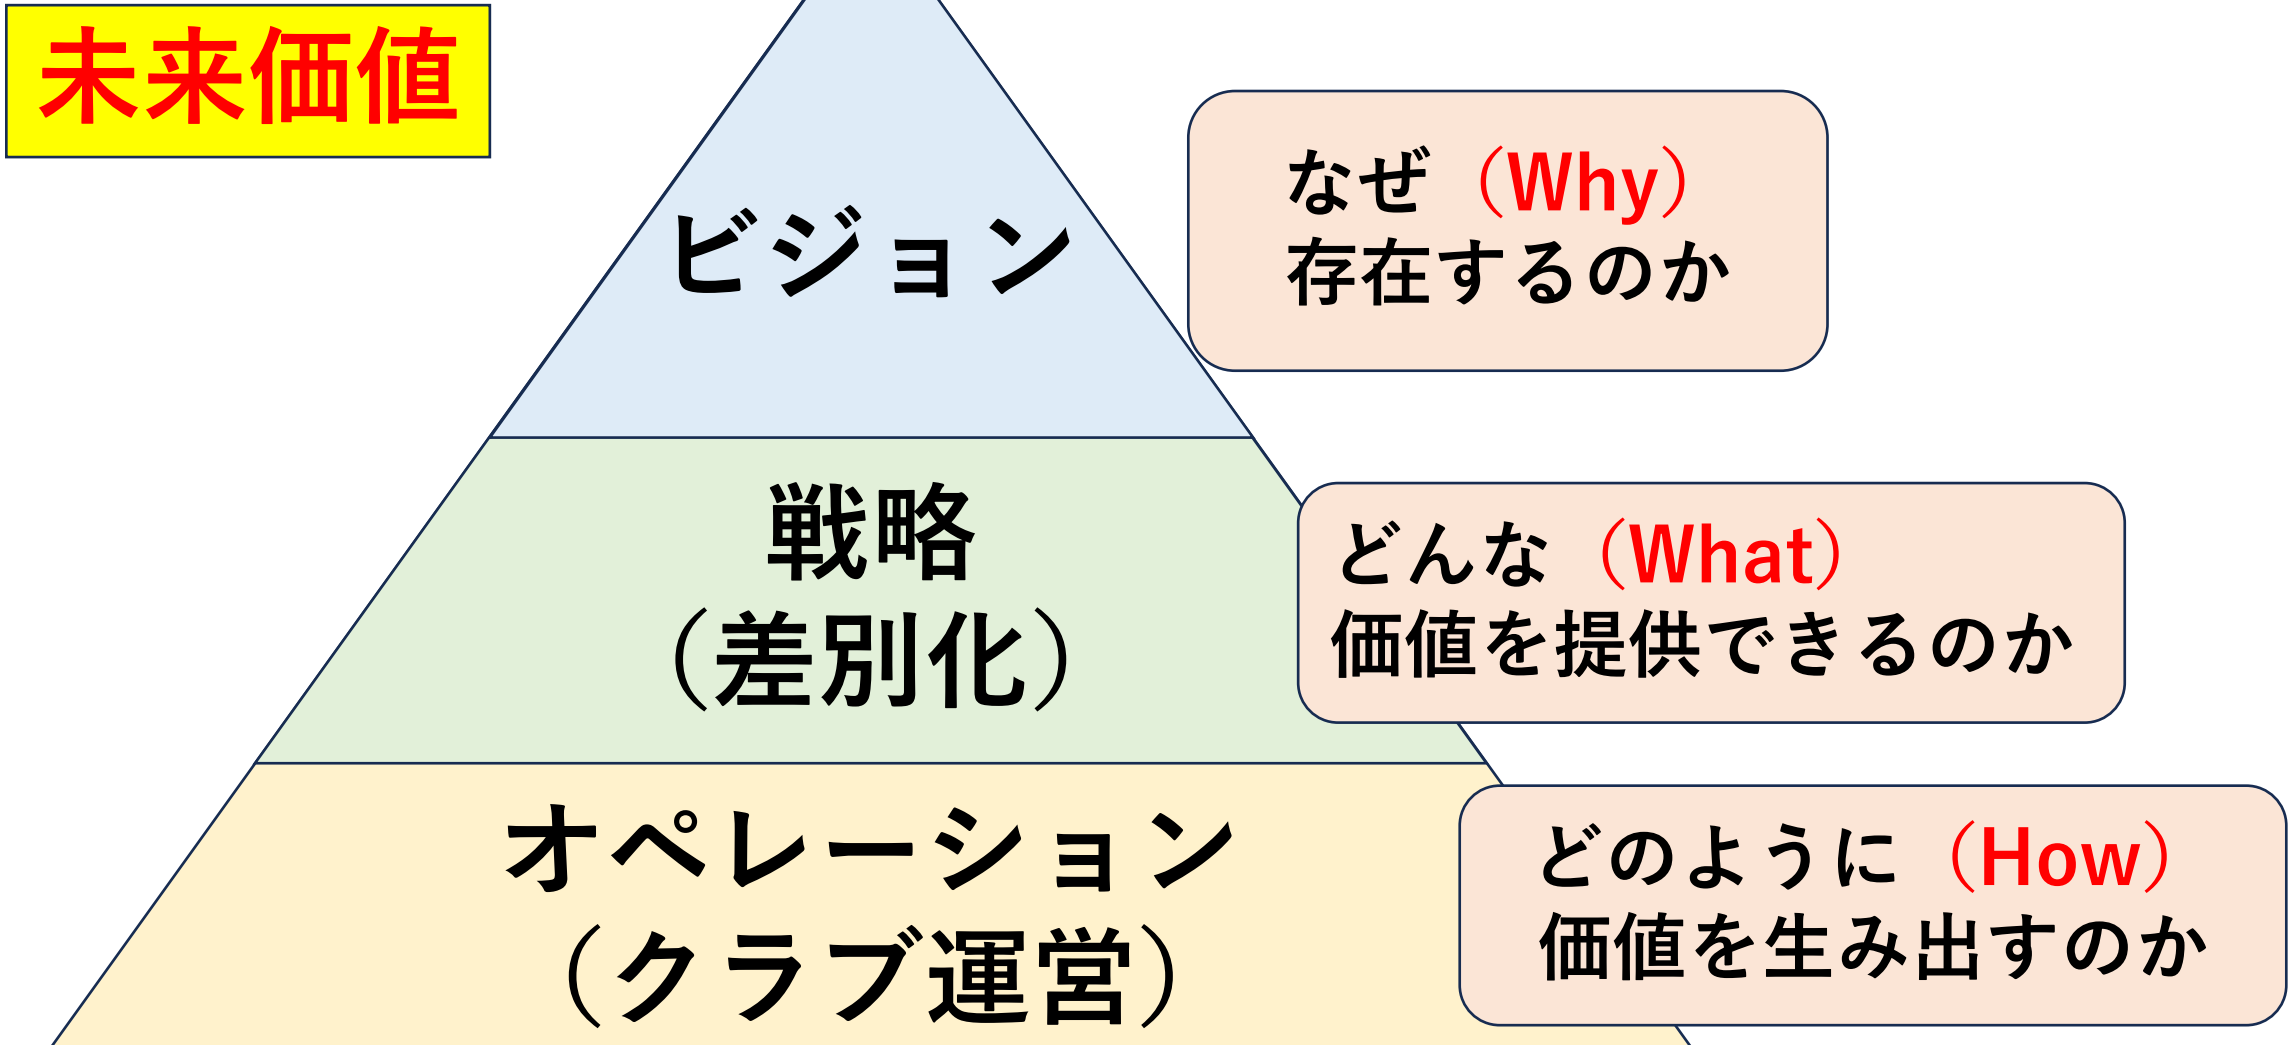 未来価値
ビジョン
なぜ（Why）
存在するのか
戦略
（差別化）
どんな（What）
価値を提供できるのか
オペレーション
（クラブ運営）
どのように（How）
価値を生み出すのか